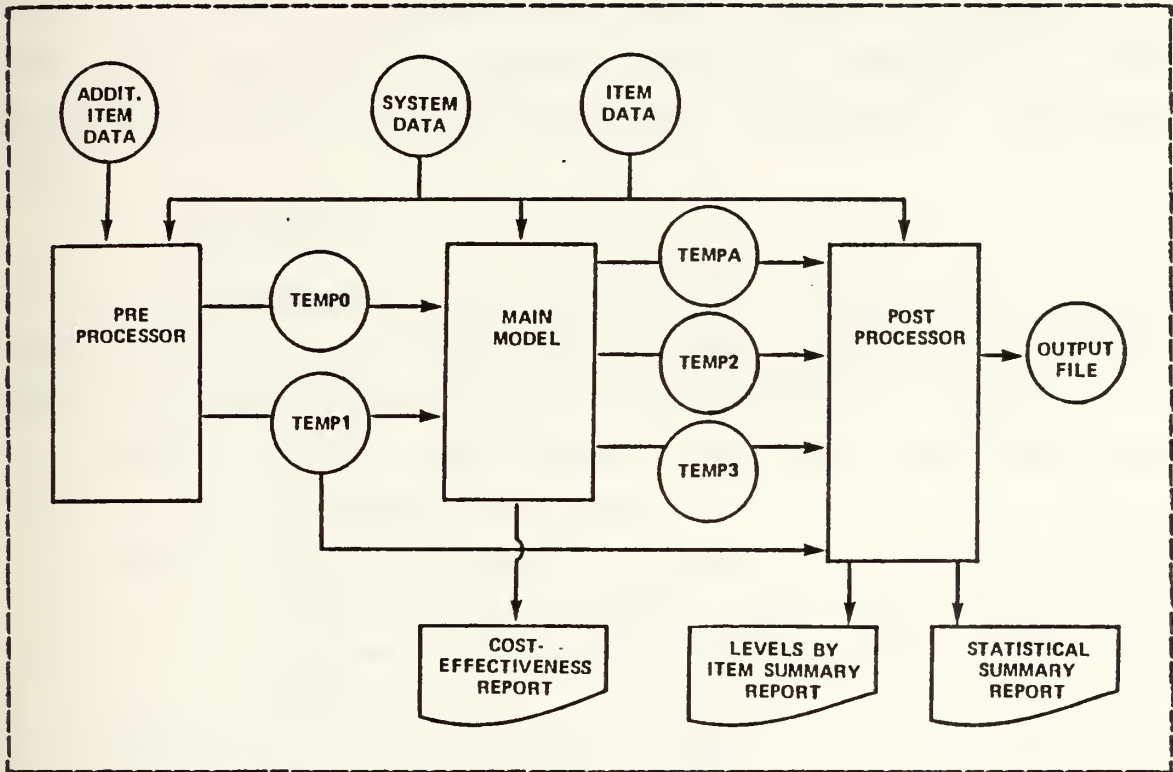 ADDIT.
ITEM
DATA
SYSTEM
DATA
ITEM
DATA
PRE
PROCESSOR
TEMP0
TEMP1
MAIN
MODEL
TEMPA
TEMP2
TEMP3
POST
PROCESSOR
OUTPUT
FILE
COST-
EFFECTIVENESS
REPORT
LEVELS BY
ITEM SUMMARY
REPORT
STATISTICAL
SUMMARY
REPORT